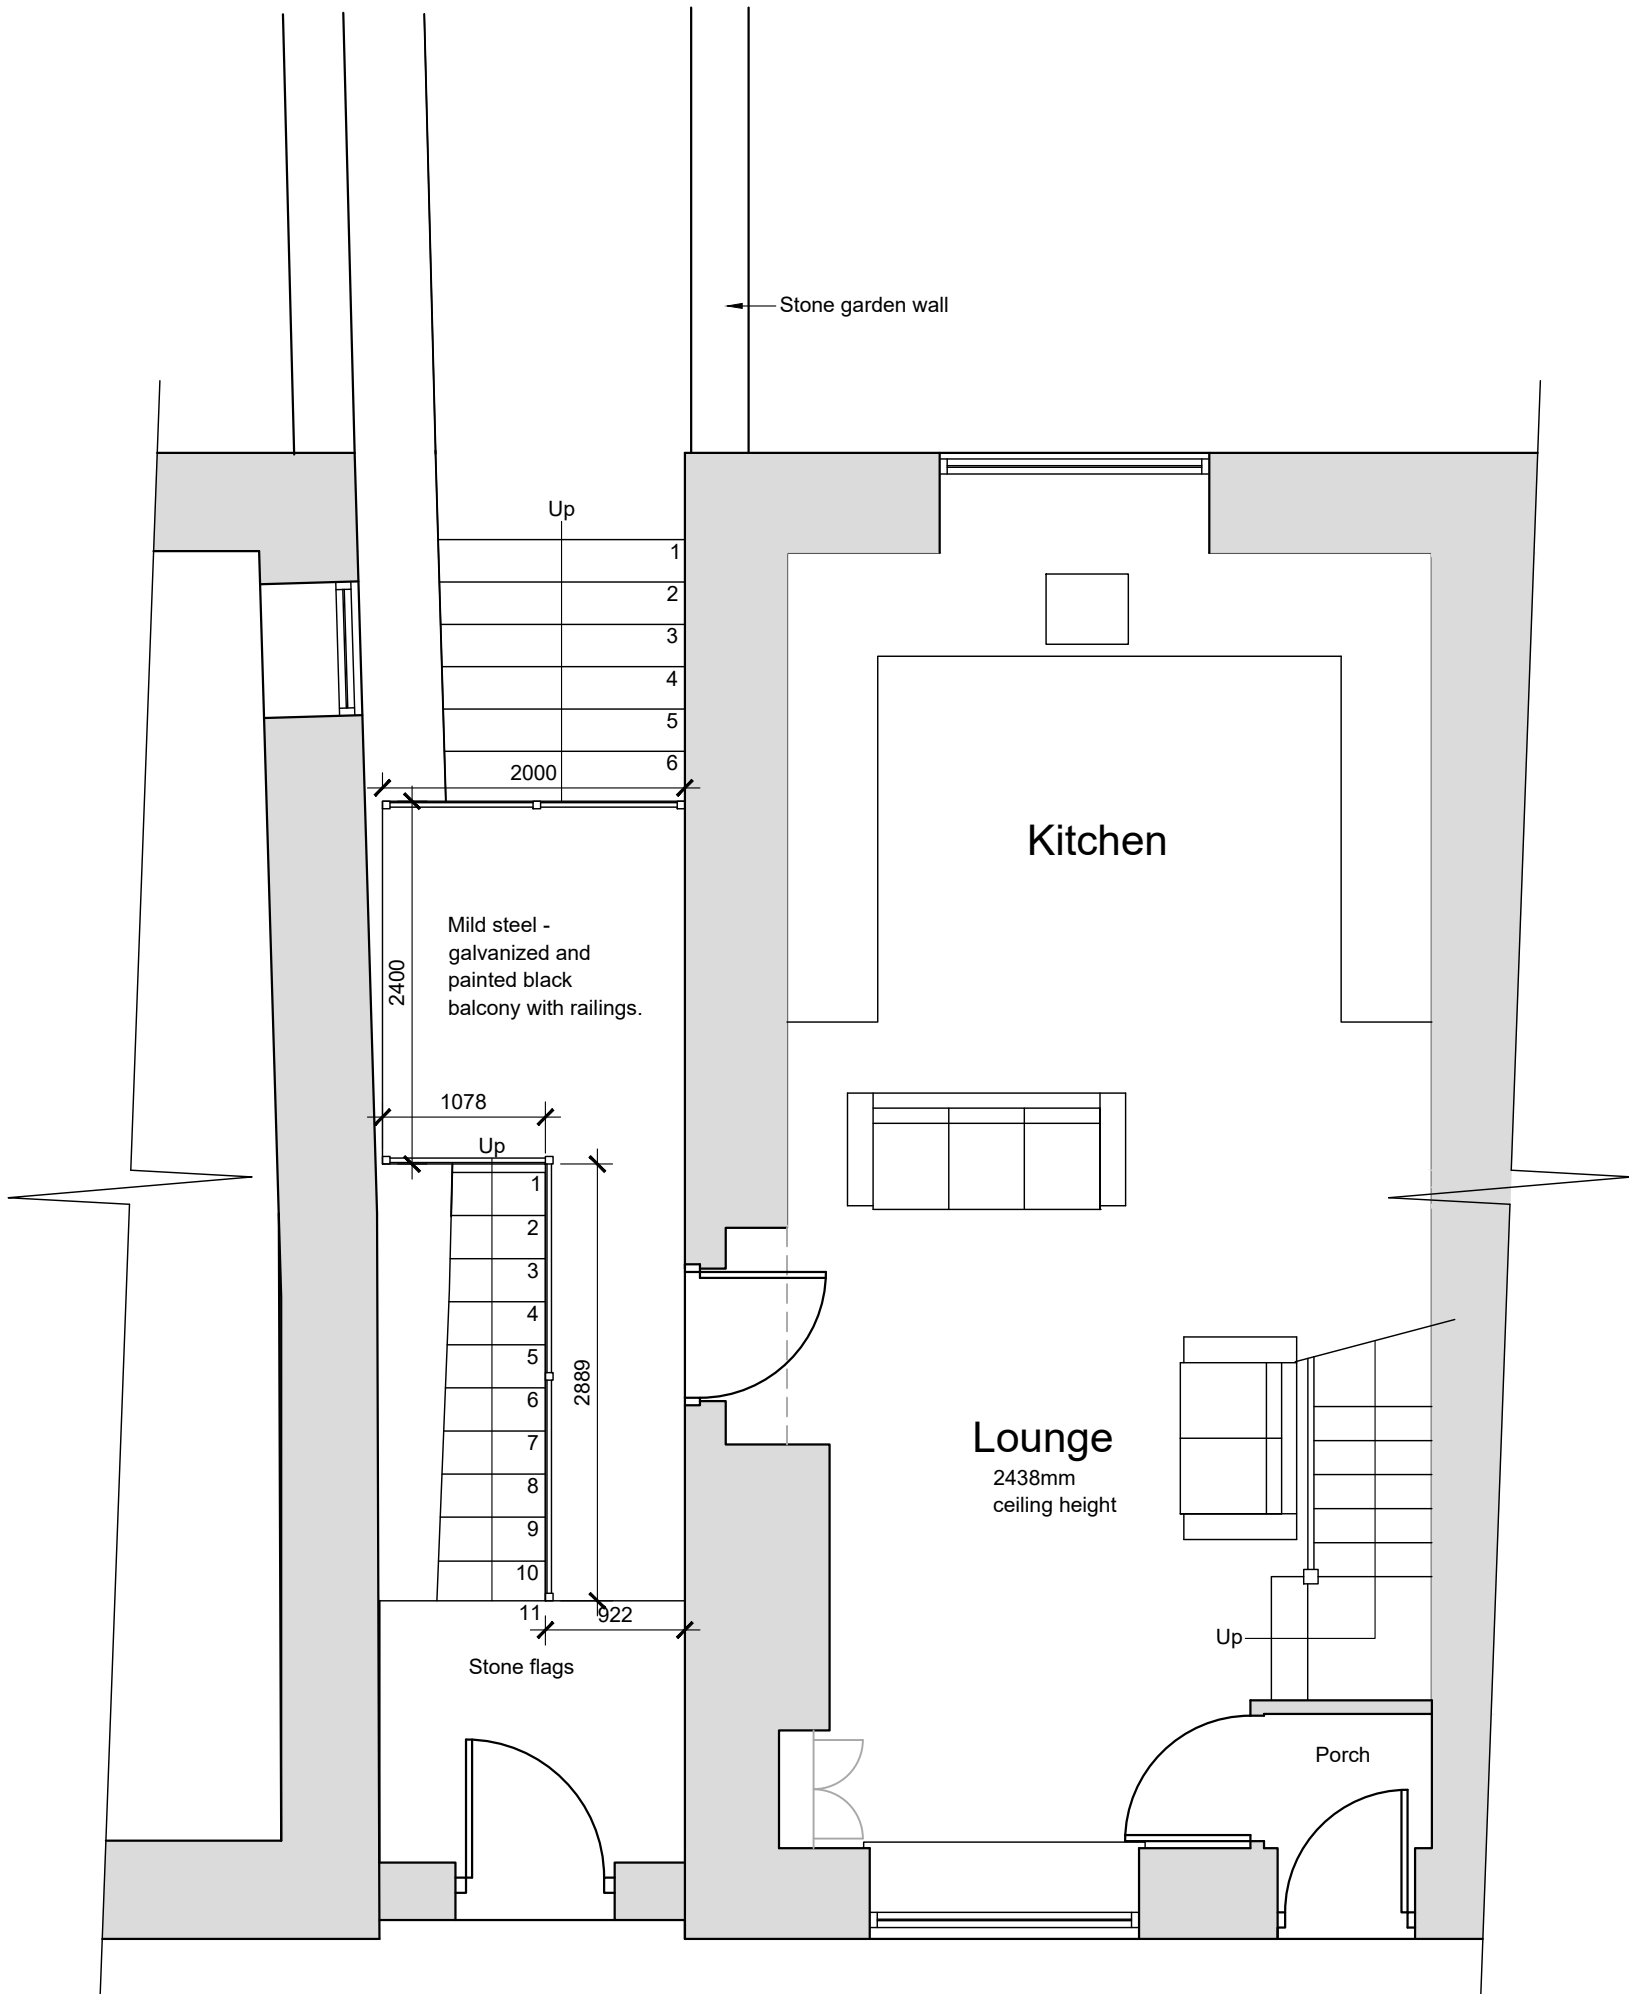 Stone garden wall
Up
1
2
3
4
5
6
2000
Kitchen
Mild steel -
galvanized and
painted black
balcony with railings.
2400
1078
Up
1
2
3
4
5
6
7
8
9
10
11
2889
922
Stone flags
Lounge
2438mm
ceiling height
Up
Porch